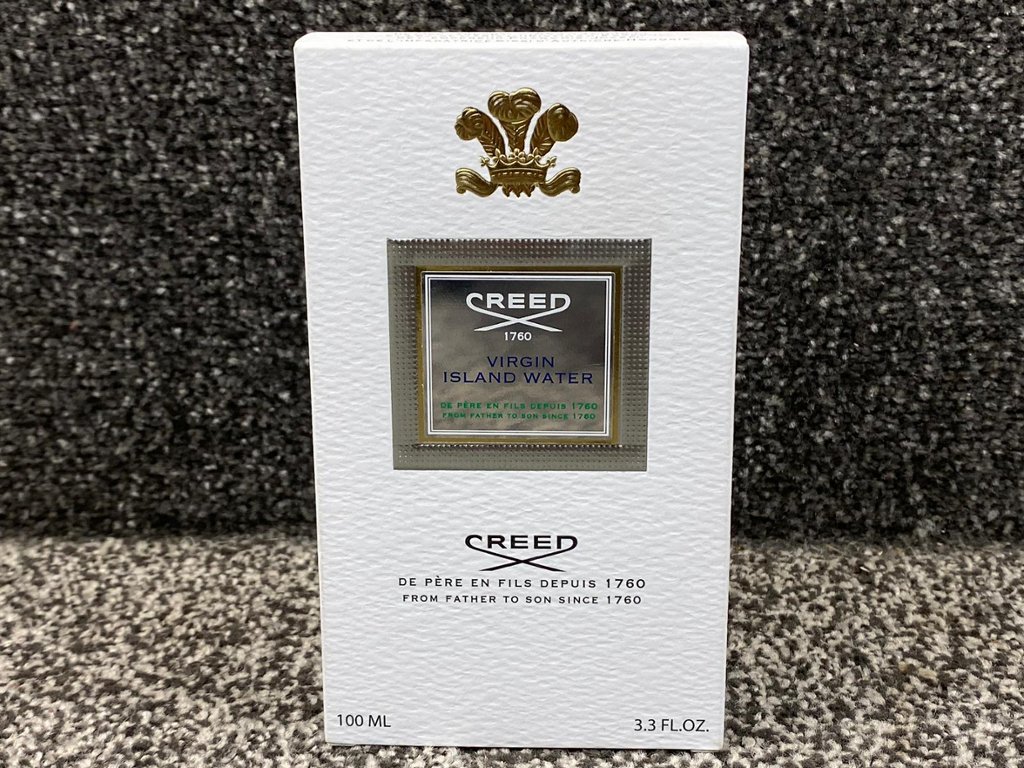 CREED
1760
VIRGIN
ISLAND WATER
DE PÈRE EN FILS DEPUIS 1760
FROM FATHER TO SON SINCE 1760
CREED
DE PÈRE EN FILS DEPUIS 1760
FROM FATHER TO SON SINCE 1760
100 ML
3.3 FL.OZ.